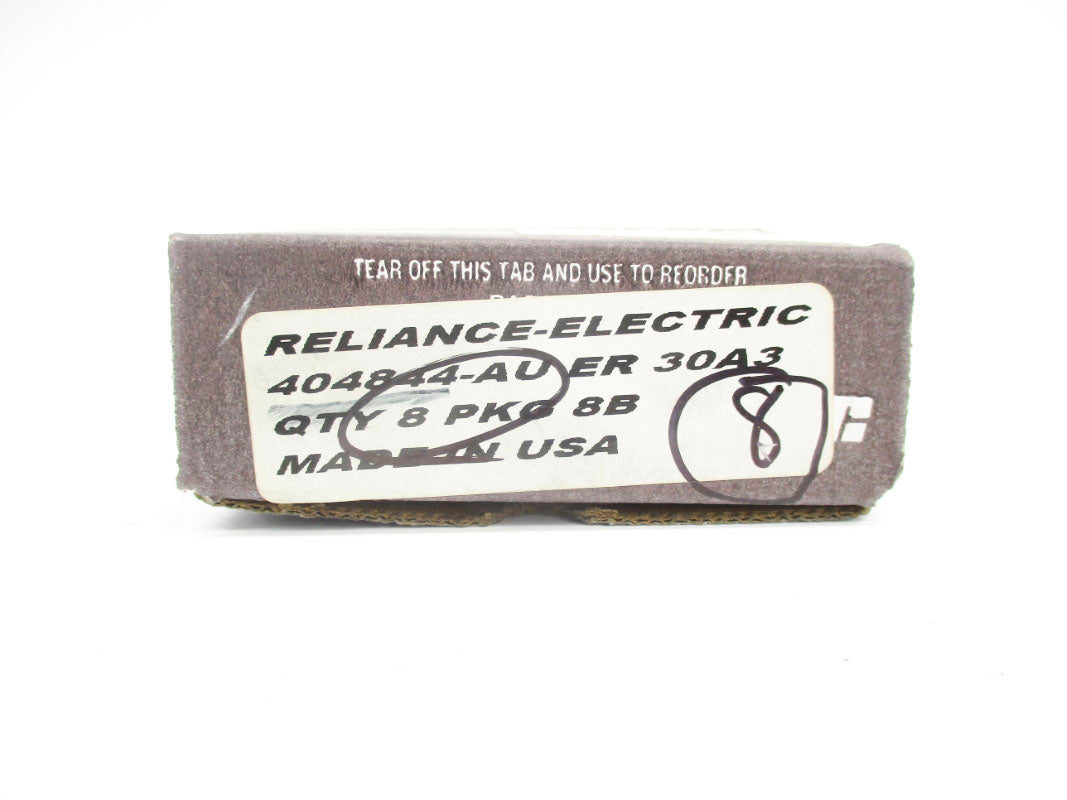 TEAR OFF THIS TAB AND USE TO REORDER
RELIANCE-ELECTRIC
404844-AU ER 30A3
QTY 8 PKG 8B
MADE IN USA
8